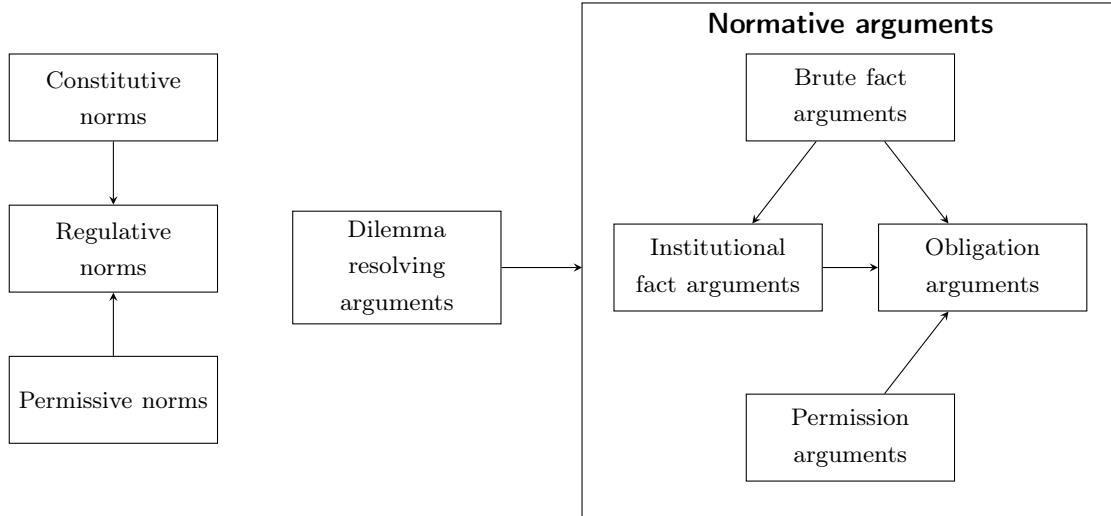 Constitutive
norms
Regulative
norms
Permissive norms
Dilemma
resolving
arguments
Normative arguments
Brute fact
arguments
Institutional
fact arguments
Obligation
arguments
Permission
arguments